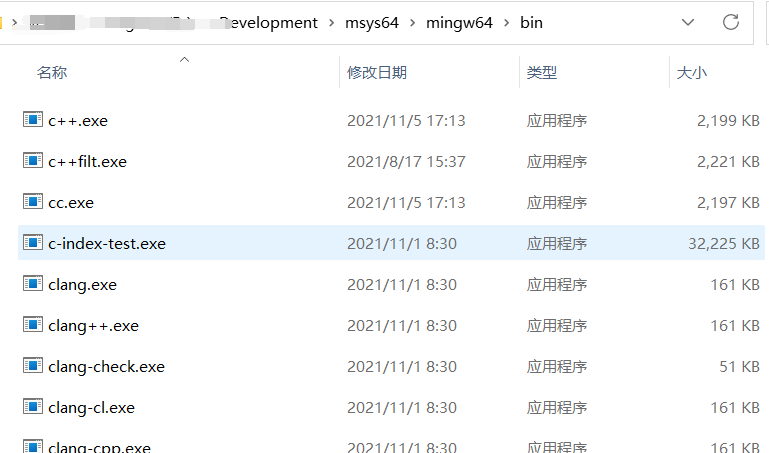 Development > msys64 > mingw64 > bin
名称 修改日期 类型 大小
c++.exe 2021/11/5 17:13 应用程序 2,199 KB
c++filt.exe 2021/8/17 15:37 应用程序 2,221 KB
cc.exe 2021/11/5 17:13 应用程序 2,197 KB
c-index-test.exe 2021/11/1 8:30 应用程序 32,225 KB
clang.exe 2021/11/1 8:30 应用程序 161 KB
clang++.exe 2021/11/1 8:30 应用程序 161 KB
clang-check.exe 2021/11/1 8:30 应用程序 51 KB
clang-cl.exe 2021/11/1 8:30 应用程序 161 KB
clang-cpp.exe 2021/11/1 8:30 应用程序 161 KB